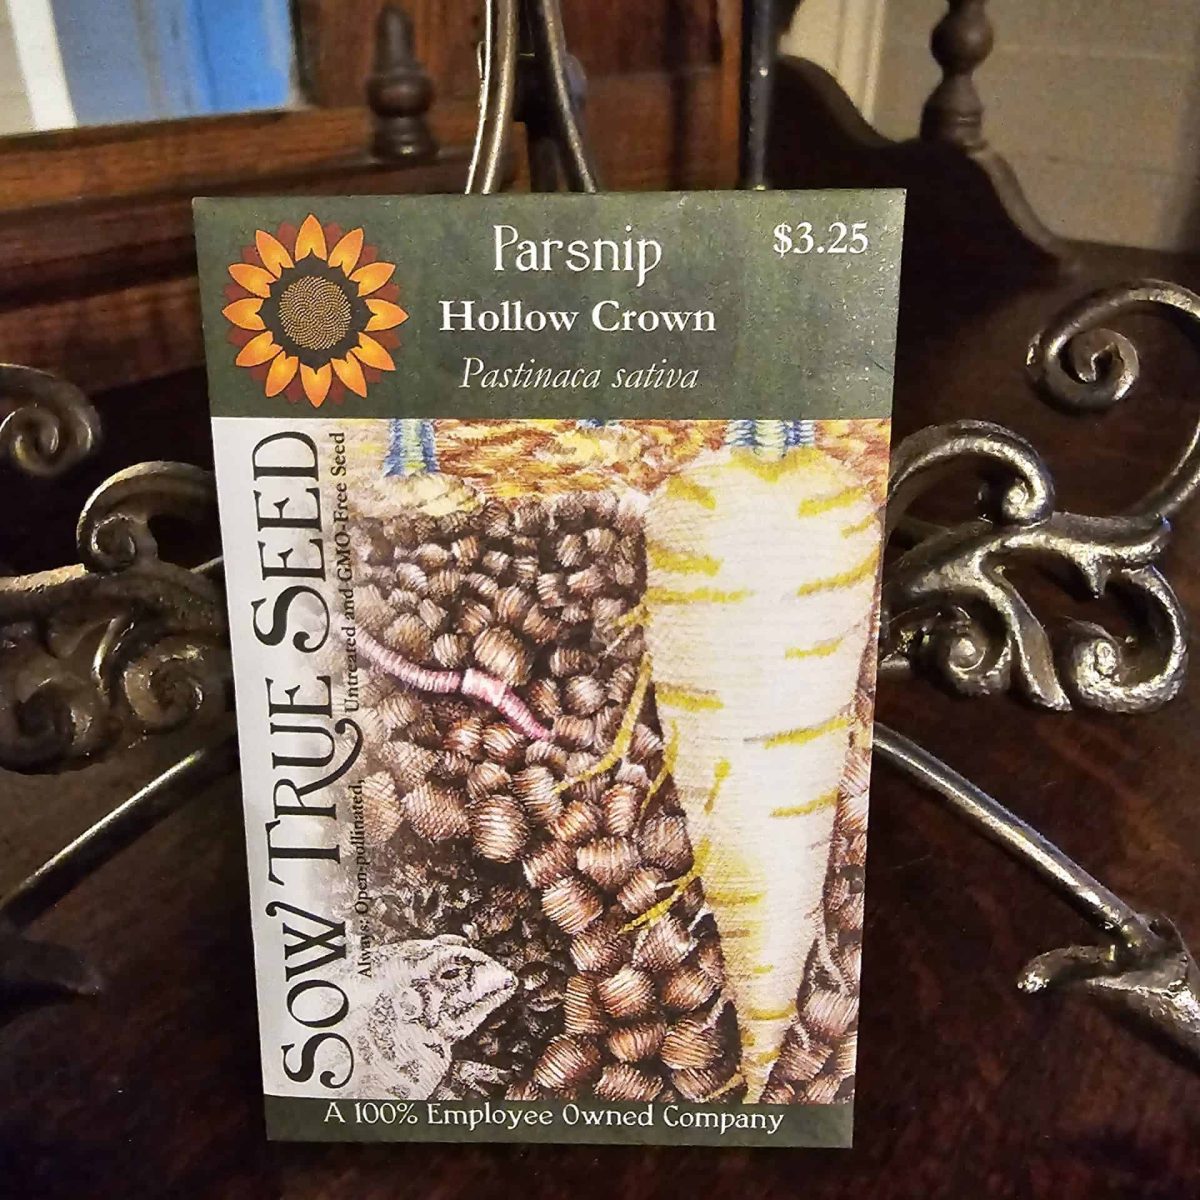 Parsnip
$3.25
Hollow Crown
Pastinaca sativa
SOW TRUE SEED
Always Open-pollinated, Untreated and GMO-Free Seed
A 100% Employee Owned Company